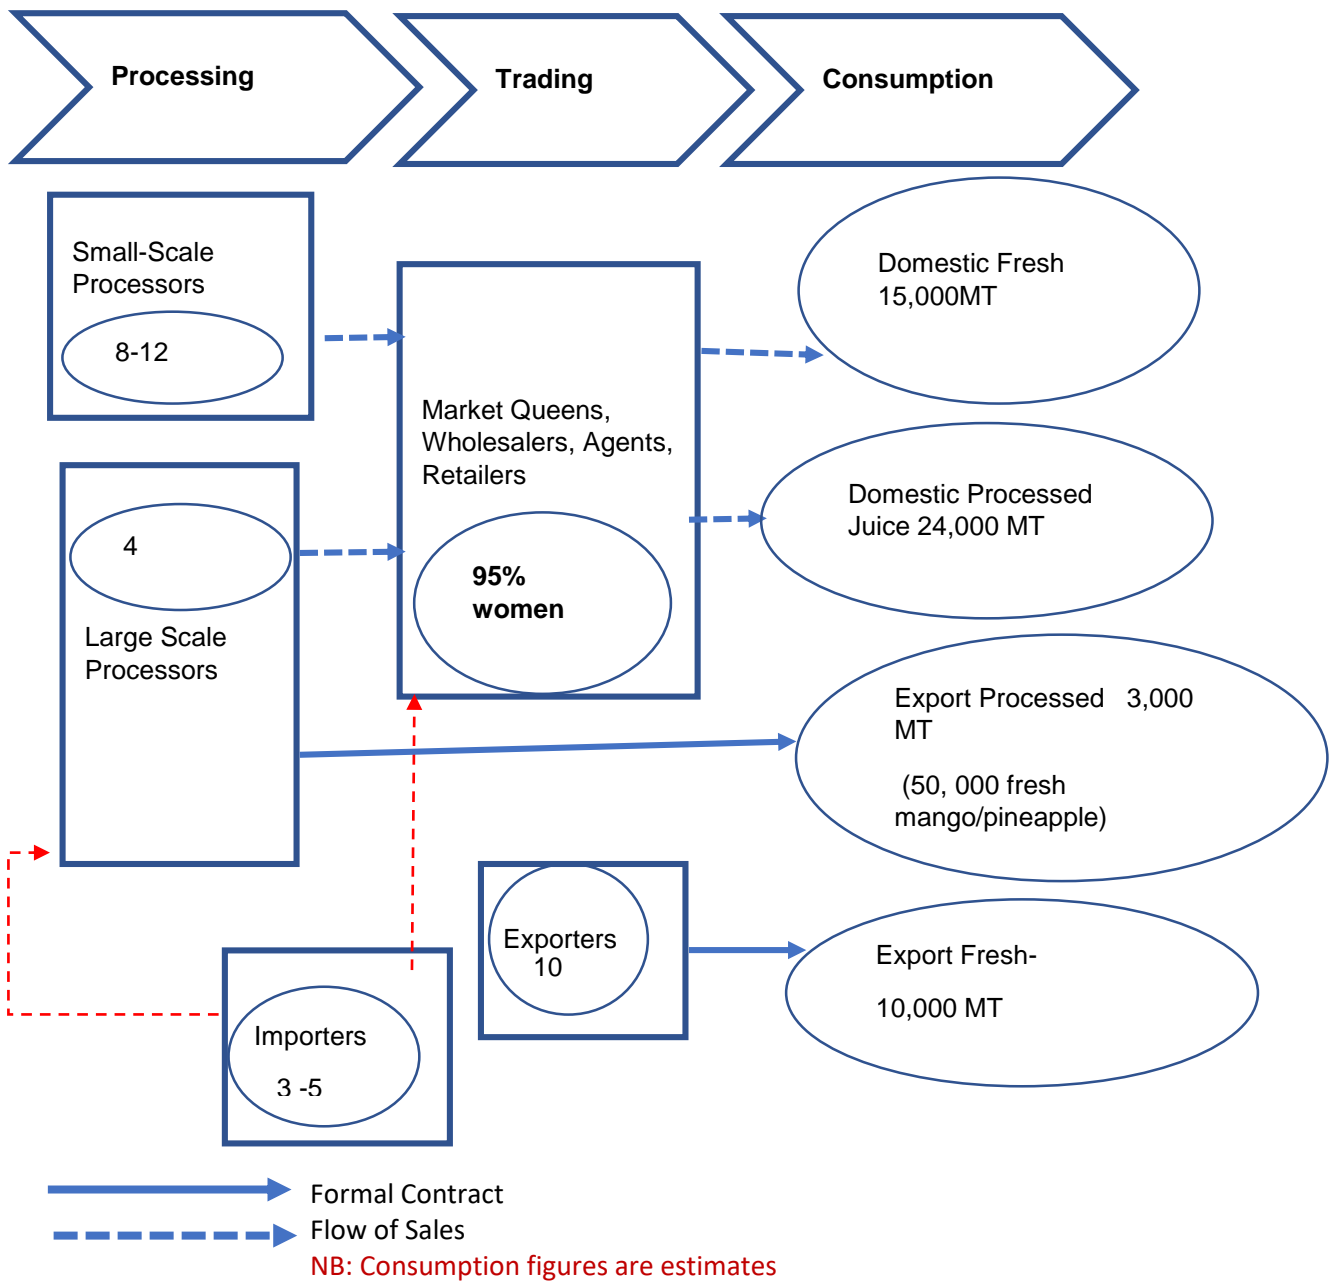 Processing
Trading
Consumption
Small-Scale
Processors
8-12
4
Large Scale
Processors
Market Queens,
Wholesalers, Agents,
Retailers
95%
women
Domestic Fresh
15,000MT
Domestic Processed
Juice 24,000 MT
Export Processed 3,000
MT
(50, 000 fresh
mango/pineapple)
Exporters
10
Export Fresh-
10,000 MT
Importers
3 -5
Formal Contract
Flow of Sales
NB: Consumption figures are estimates